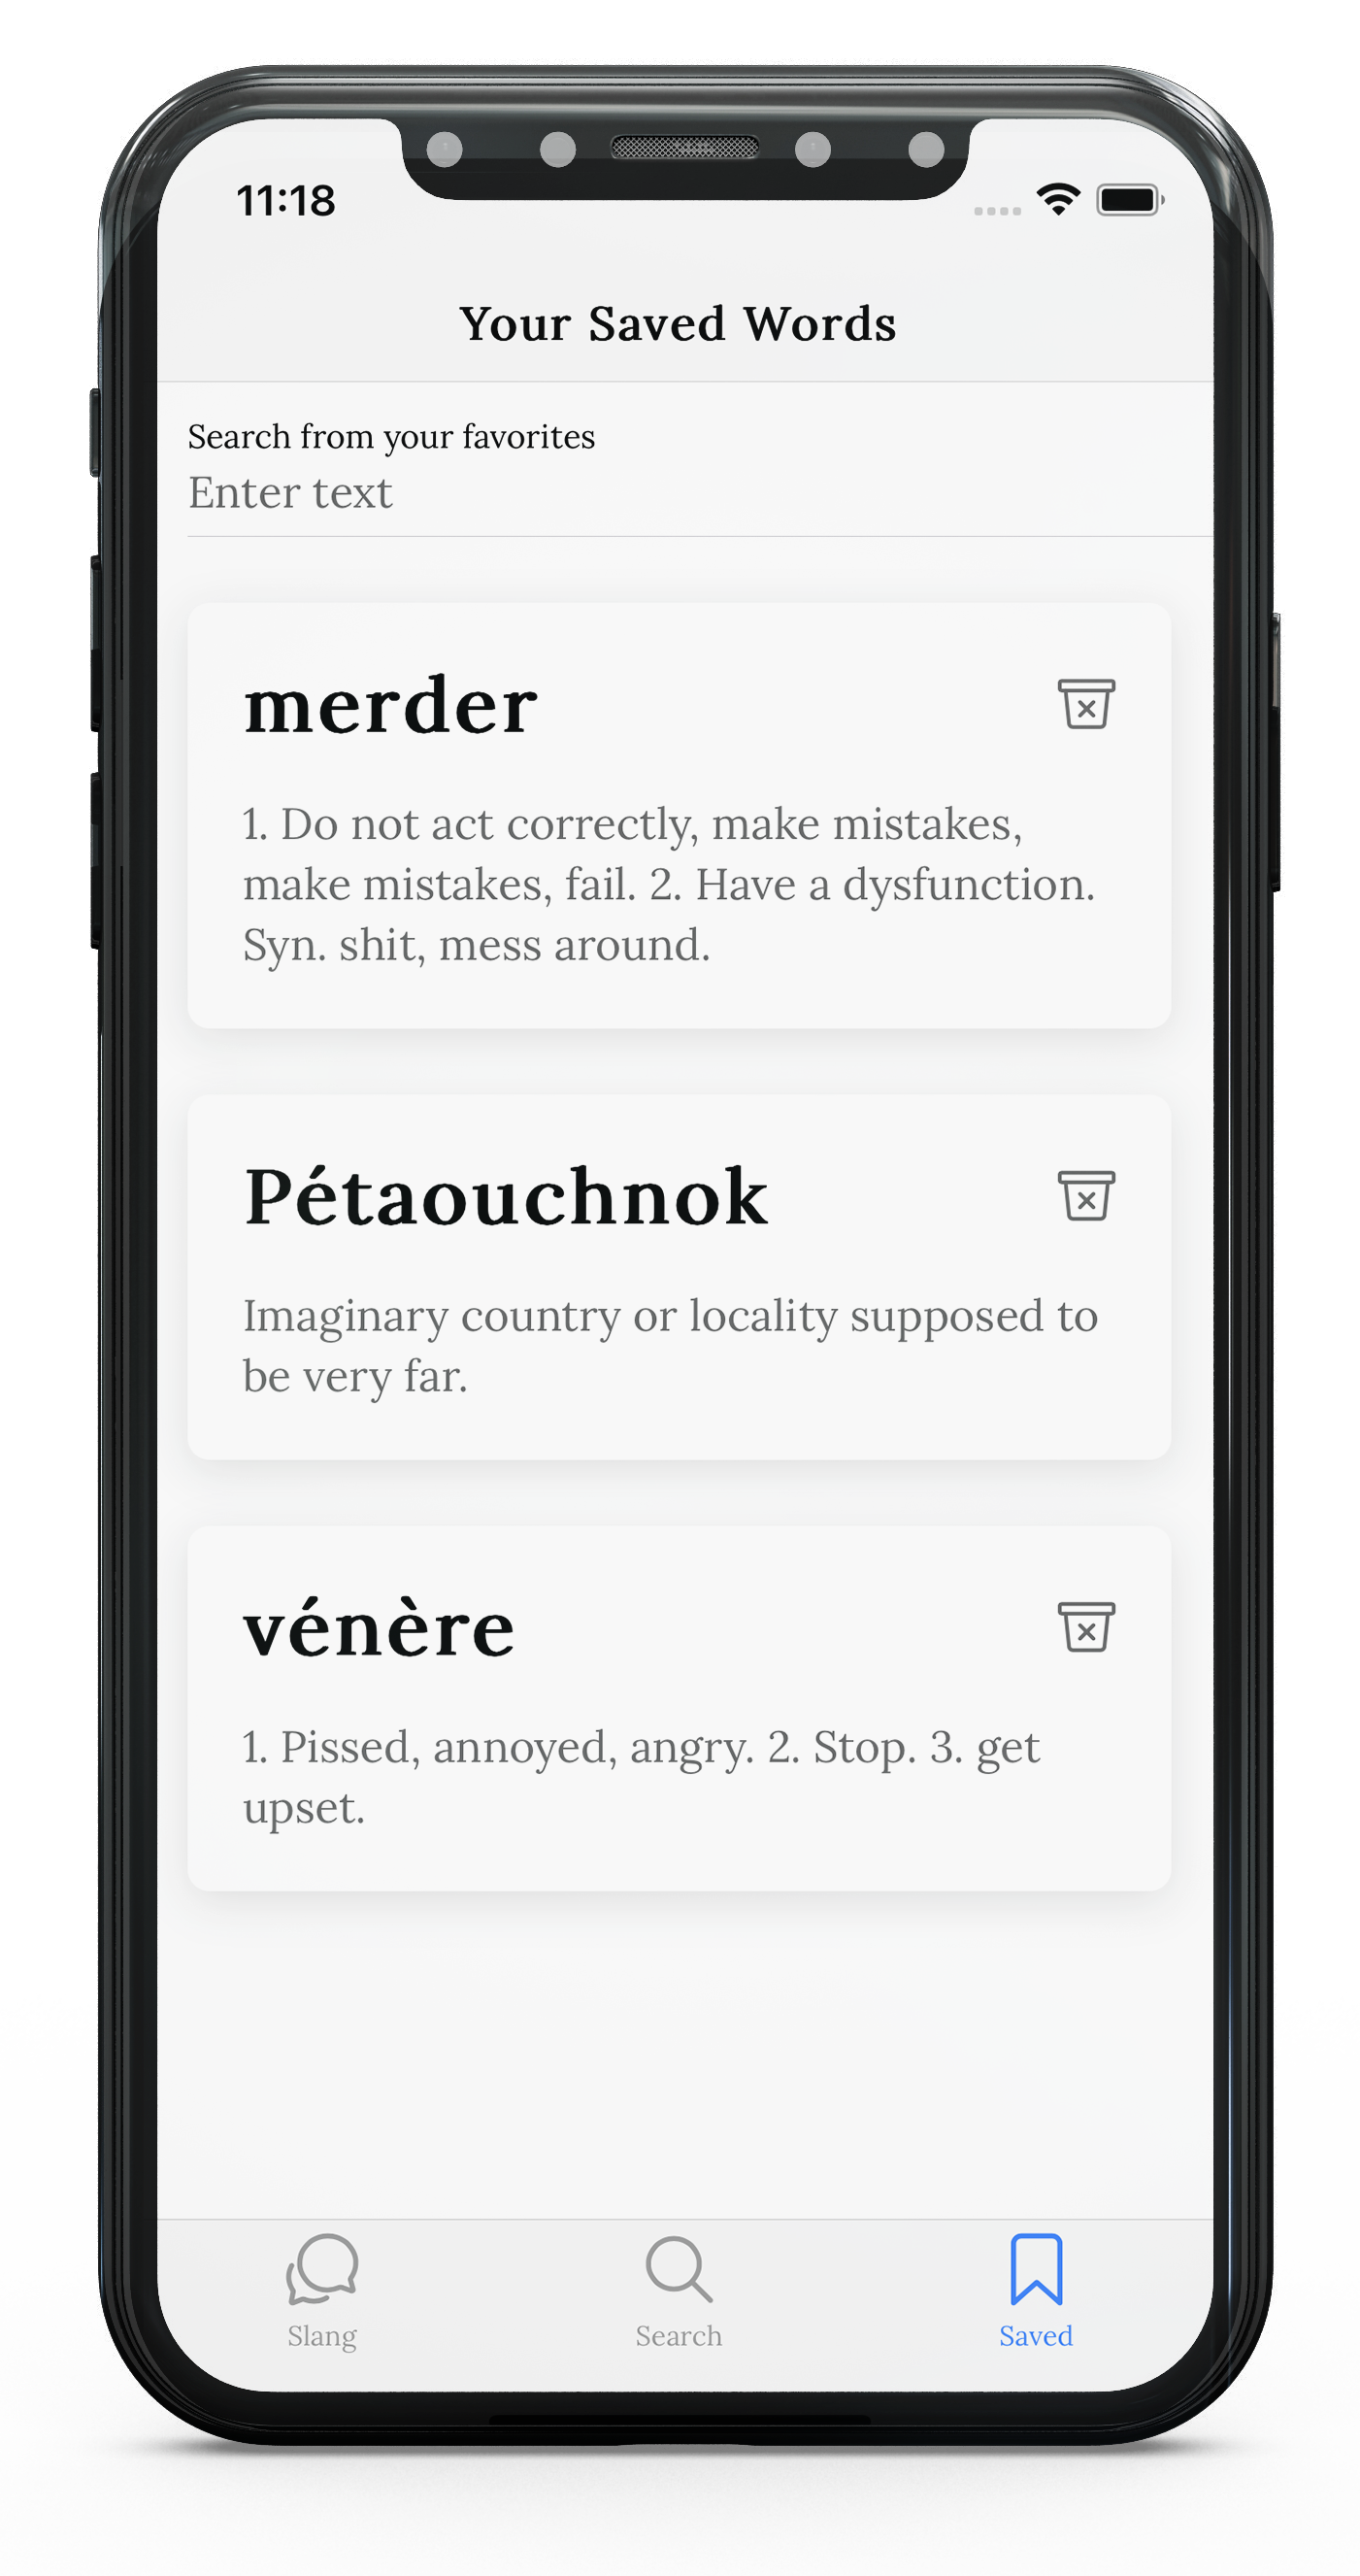 11:18
Your Saved Words
Search from your favorites
Enter text
merder
1. Do not act correctly, make mistakes,
make mistakes, fail. 2. Have a dysfunction.
Syn. shit, mess around.
Pétaouchnok
Imaginary country or locality supposed to
be very far.
vénère
1. Pissed, annoyed, angry. 2. Stop. 3. get
upset.
Slang
Search
Saved